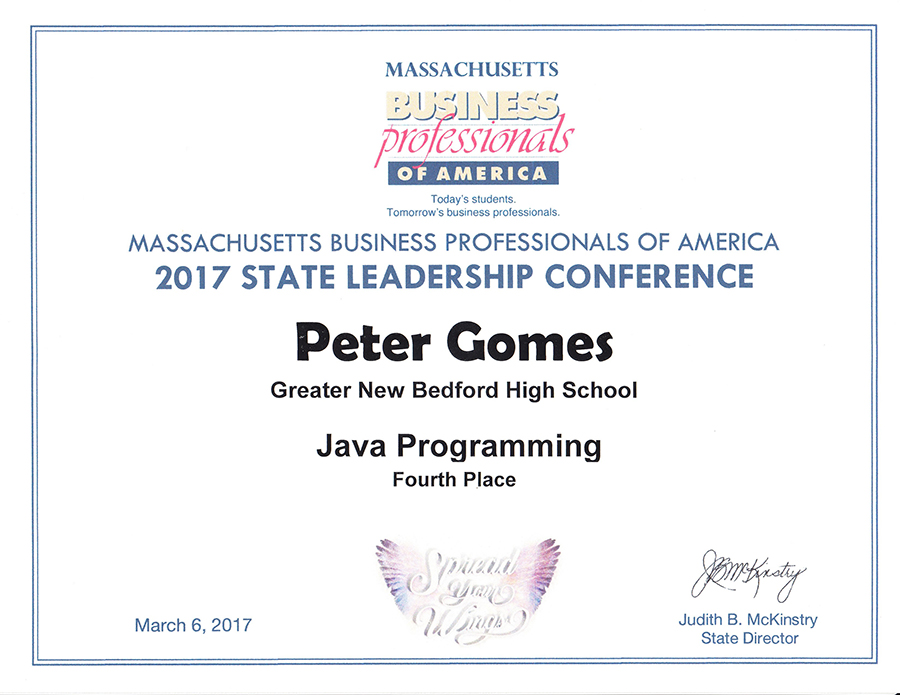 MASSACHUSETTS
BUSINESS
professionals
OF AMERICA
Today's students.
Tomorrow's business professionals.
MASSACHUSETTS BUSINESS PROFESSIONALS OF AMERICA
2017 STATE LEADERSHIP CONFERENCE
Peter Gomes
Greater New Bedford High School
Java Programming
Fourth Place
Spread
Your
Wings
JBMcKinstry
March 6, 2017
Judith B. McKinstry
State Director